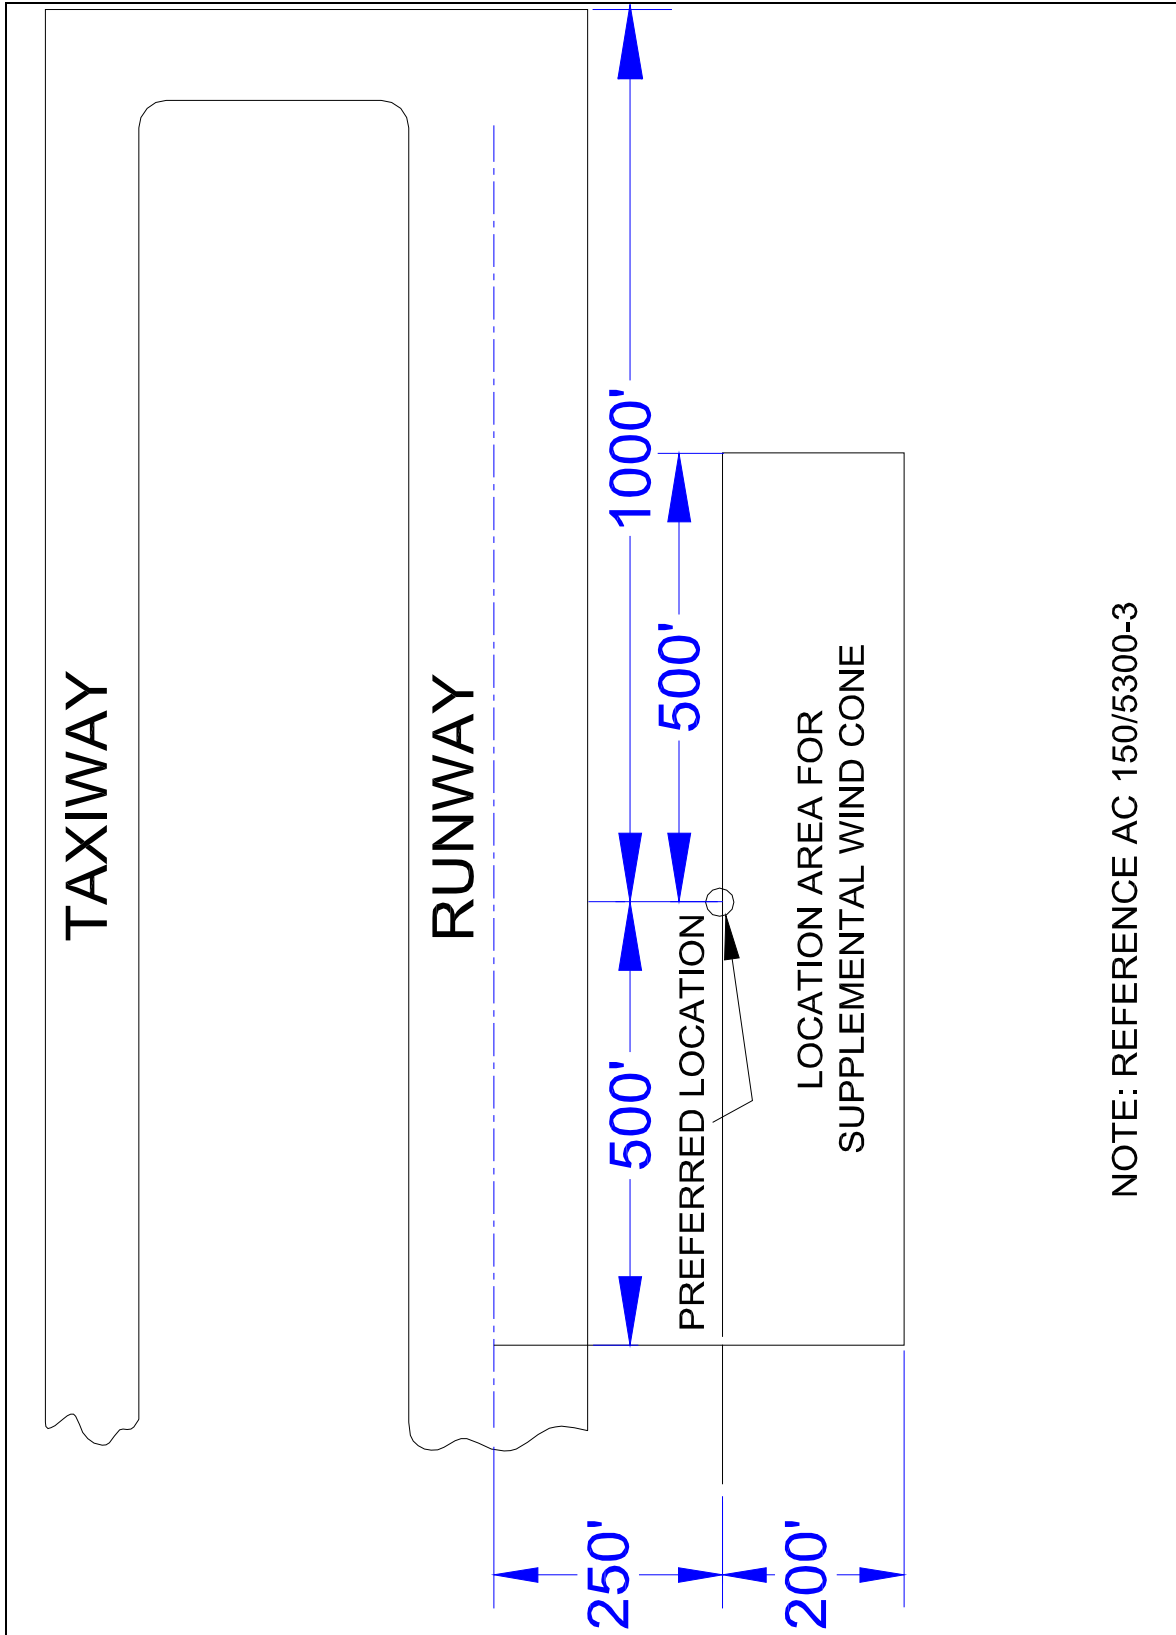 TAXIWAY
RUNWAY
1000'
500'
500'
PREFERRED LOCATION
LOCATION AREA FOR
SUPPLEMENTAL WIND CONE
250'
200'
NOTE: REFERENCE AC 150/5300-3